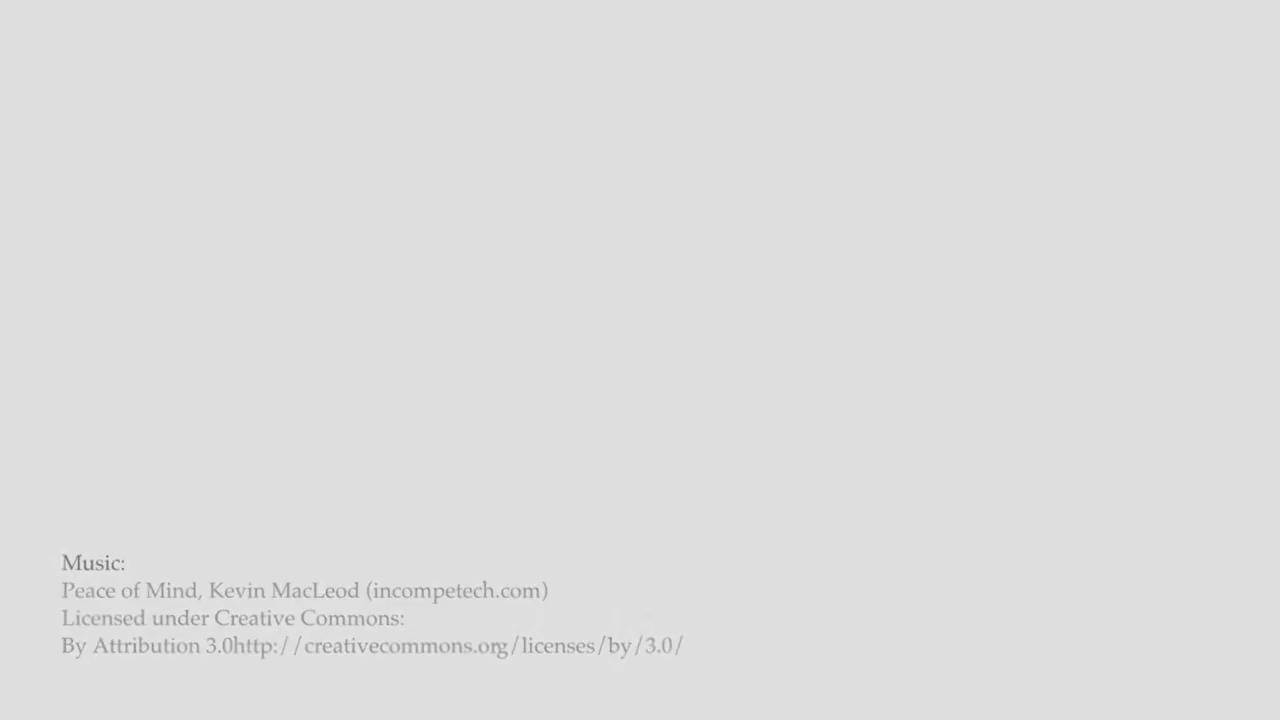 Music:
Peace of Mind, Kevin MacLeod (incompetech.com)
Licensed under Creative Commons:
By Attribution 3.0http://creativecommons.org/licenses/by/3.0/